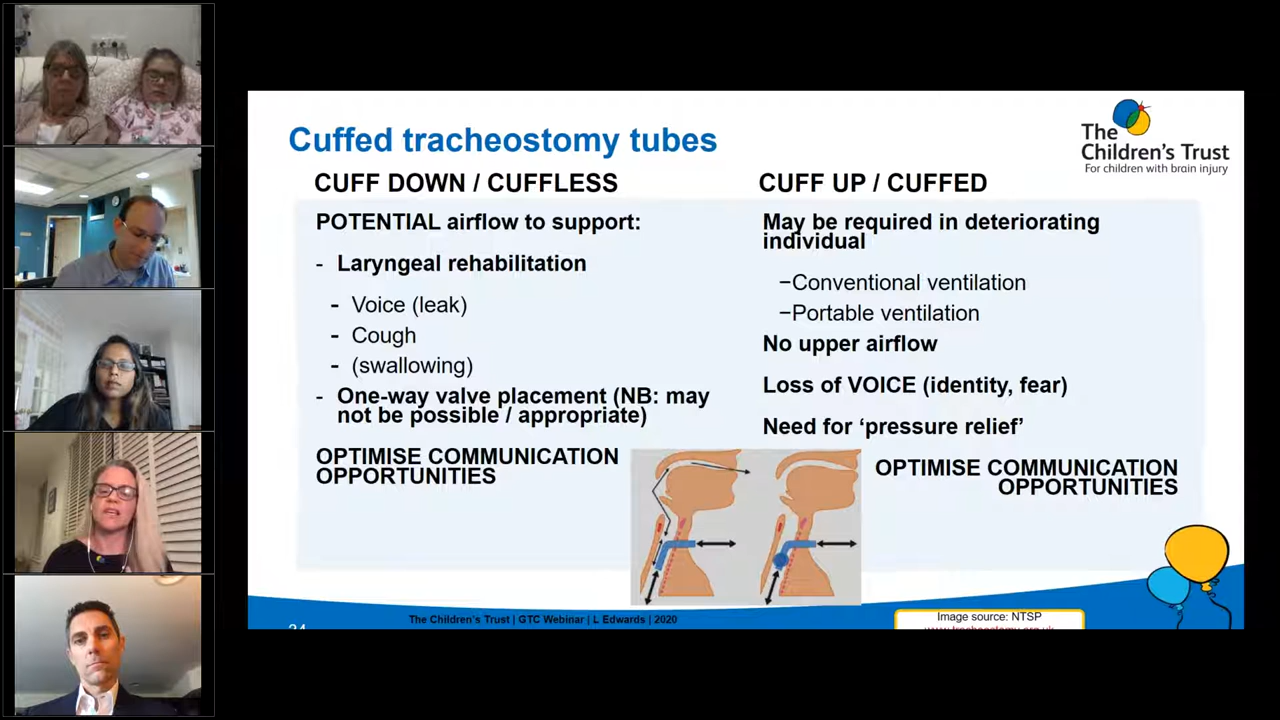 Cuffed tracheostomy tubes
The
Children's Trust
For children with brain injury
CUFF DOWN / CUFFLESS
POTENTIAL airflow to support:
- Laryngeal rehabilitation
- Voice (leak)
- Cough
- (swallowing)
- One-way valve placement (NB: may
not be possible / appropriate)
OPTIMISE COMMUNICATION
OPPORTUNITIES
CUFF UP / CUFFED
May be required in deteriorating
individual
−Conventional ventilation
−Portable ventilation
No upper airflow
Loss of VOICE (identity, fear)
Need for ‘pressure relief’
OPTIMISE COMMUNICATION
OPPORTUNITIES
The Children's Trust | GTC Webinar | L Edwards | 2020
Image source: NTSP